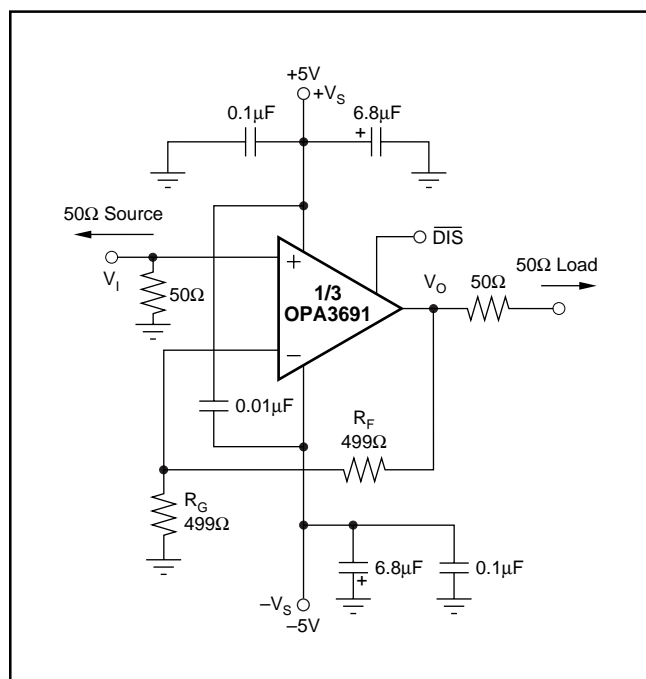 +5V
+V_S
0.1μF
6.8μF
+
50Ω Source
DIS
V_I
+
50Ω
1/3
OPA3691
V_O
50Ω
50Ω Load
–
0.01μF
R_F
499Ω
R_G
499Ω
6.8μF
+
0.1μF
–V_S
–5V